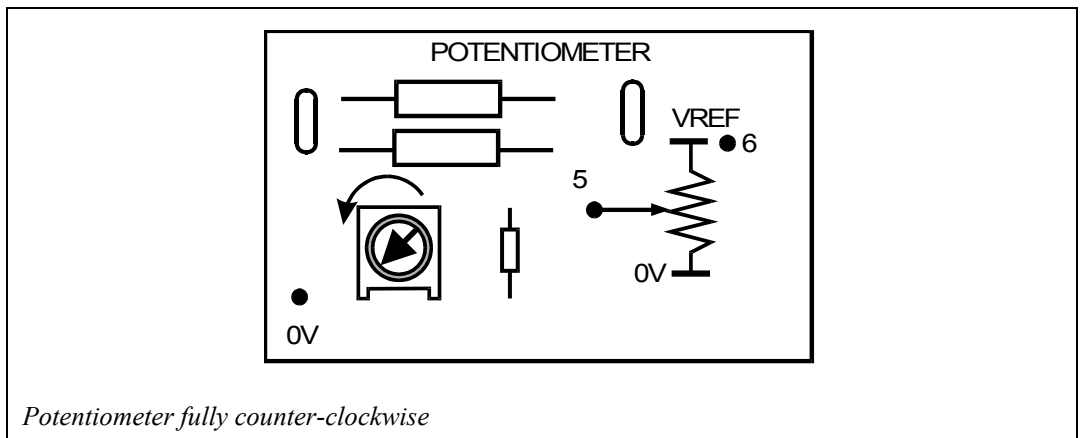 POTENTIOMETER
VREF
6
5
0V
0V
Potentiometer fully counter-clockwise